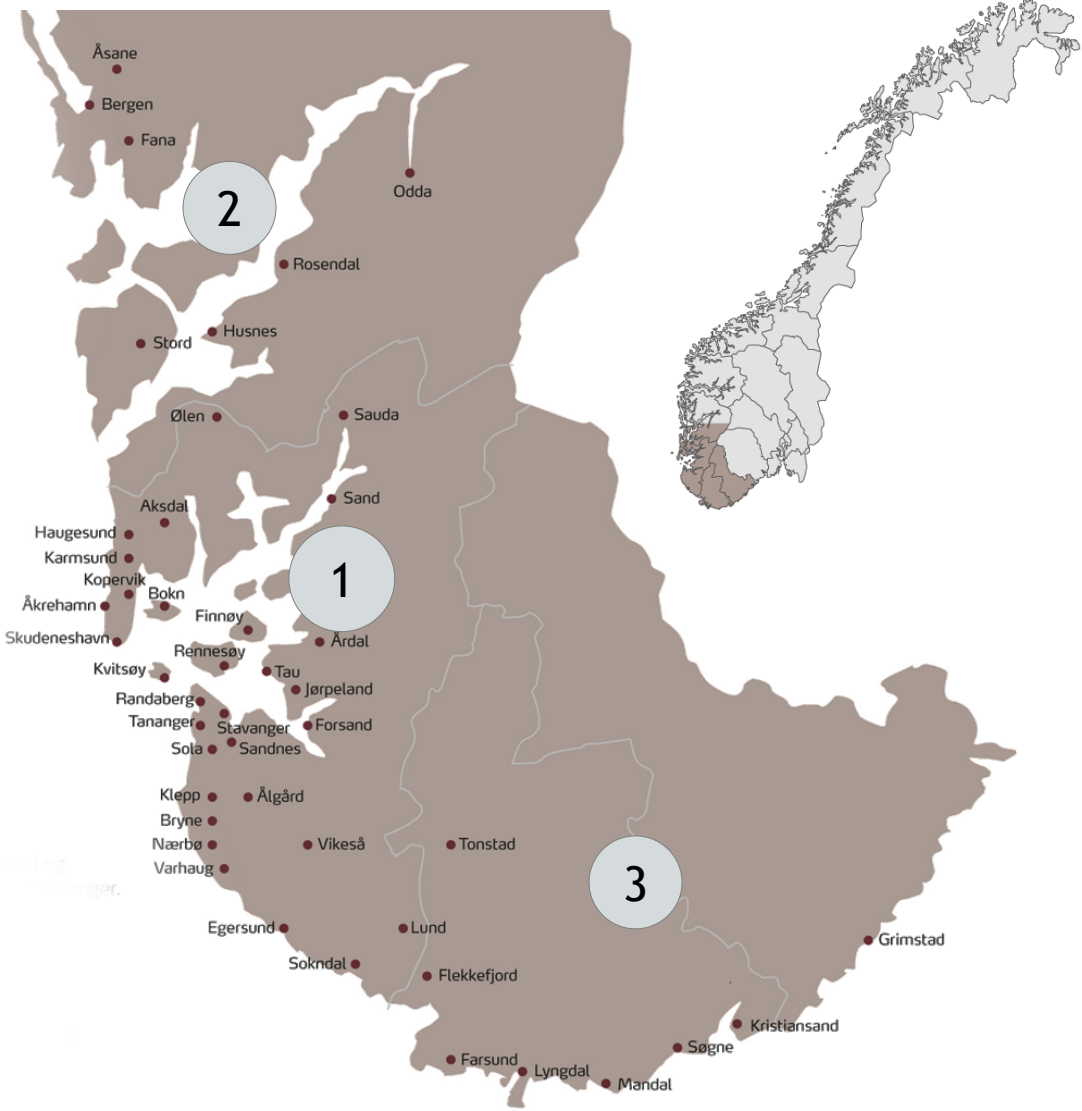 Åsane
Bergen
Fana
2
Odda
Rosendal
Husnes
Stord
Ølen
Sauda
Sand
Aksdal
Haugesund
Karmsund
Kopervik
Bokn
Åkrehamn
1
Finnøy
Skudeneshavn
Årdal
Rennesøy
Kvitsøy
Tau
Jørpeland
Randaberg
Tananger
Stavanger
Forsand
Sola
Sandnes
Klepp
Ålgård
Bryne
Nærbø
Vikeså
Tonstad
Varhaug
3
Egersund
Lund
Grimstad
Sokndal
Flekkefjord
Kristiansand
Søgne
Farsund
Lyngdal
Mandal